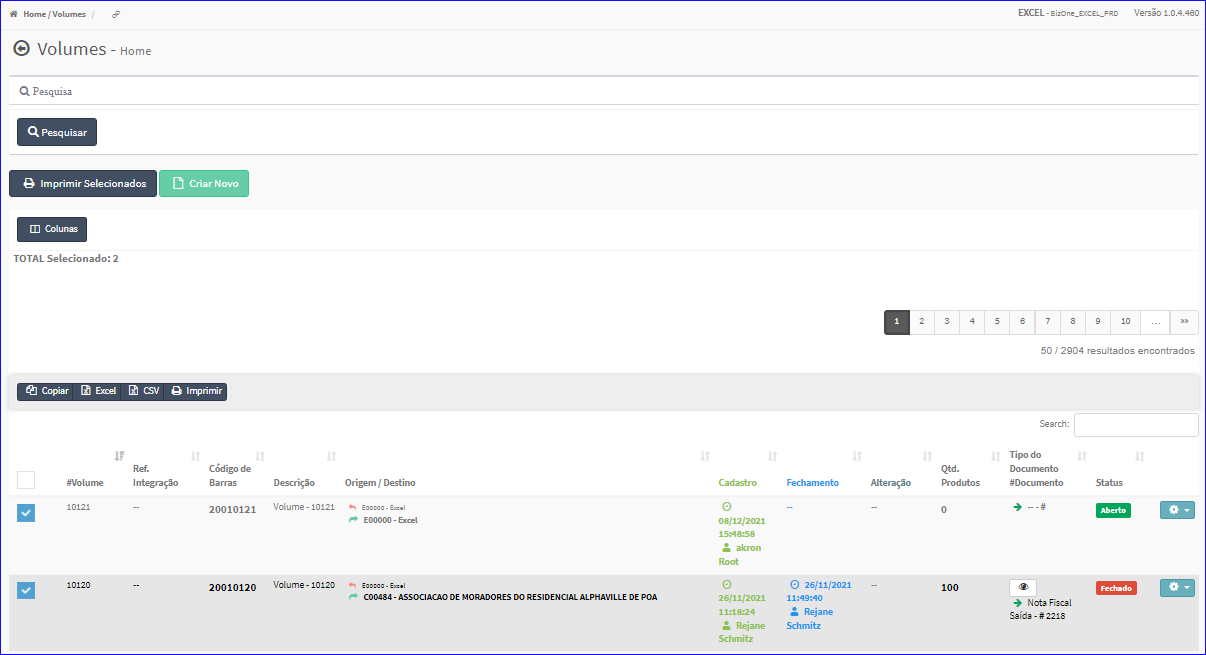 Home / Volumes /
EXCEL - BizOne_EXCEL_PRD Versão 1.0.4.460
Volumes - Home
Pesquisa
Pesquisar
Imprimir Selecionados Criar Novo
Colunas
TOTAL Selecionado: 2
1 2 3 4 5 6 7 8 9 10 ... »»
50 / 2904 resultados encontrados
Copiar Excel CSV Imprimir
Search:
#Volume Ref. Integração Código de Barras Descrição Origem / Destino Cadastro Fechamento Alteração Qtd. Produtos Tipo do Documento #Documento Status
10121 -- 20010121 Volume - 10121 E00000 - Excel
E00000 - Excel
08/12/2021
15:48:58
akron
Root
-- -- 0 -- - # Aberto
10120 -- 20010120 Volume - 10120 E00000 - Excel
C00484 - ASSOCIACAO DE MORADORES DO RESIDENCIAL ALPHAVILLE DE POA
26/11/2021
11:18:24
Rejane
Schmitz
26/11/2021
11:49:40
Rejane
Schmitz
-- 100
Nota Fiscal
Saída - # 2218
Fechado